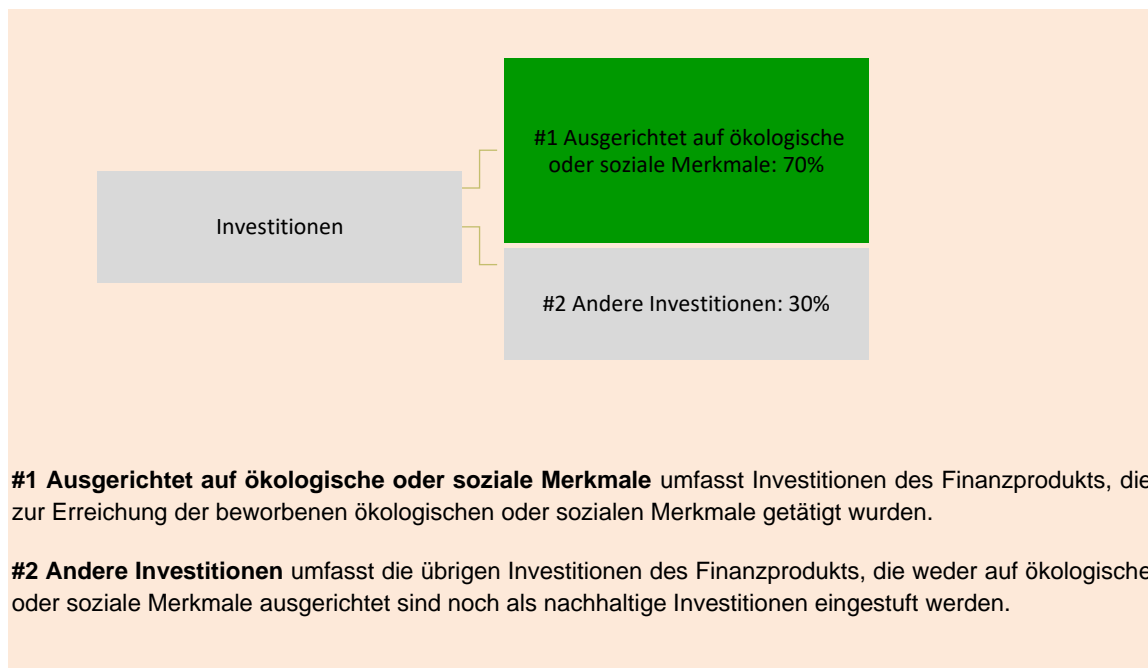 #1 Ausgerichtet auf ökologische
oder soziale Merkmale: 70%
Investitionen
#2 Andere Investitionen: 30%
#1 Ausgerichtet auf ökologische oder soziale Merkmale umfasst Investitionen des Finanzprodukts, die
zur Erreichung der beworbenen ökologischen oder sozialen Merkmale getätigt wurden.
#2 Andere Investitionen umfasst die übrigen Investitionen des Finanzprodukts, die weder auf ökologische
oder soziale Merkmale ausgerichtet sind noch als nachhaltige Investitionen eingestuft werden.